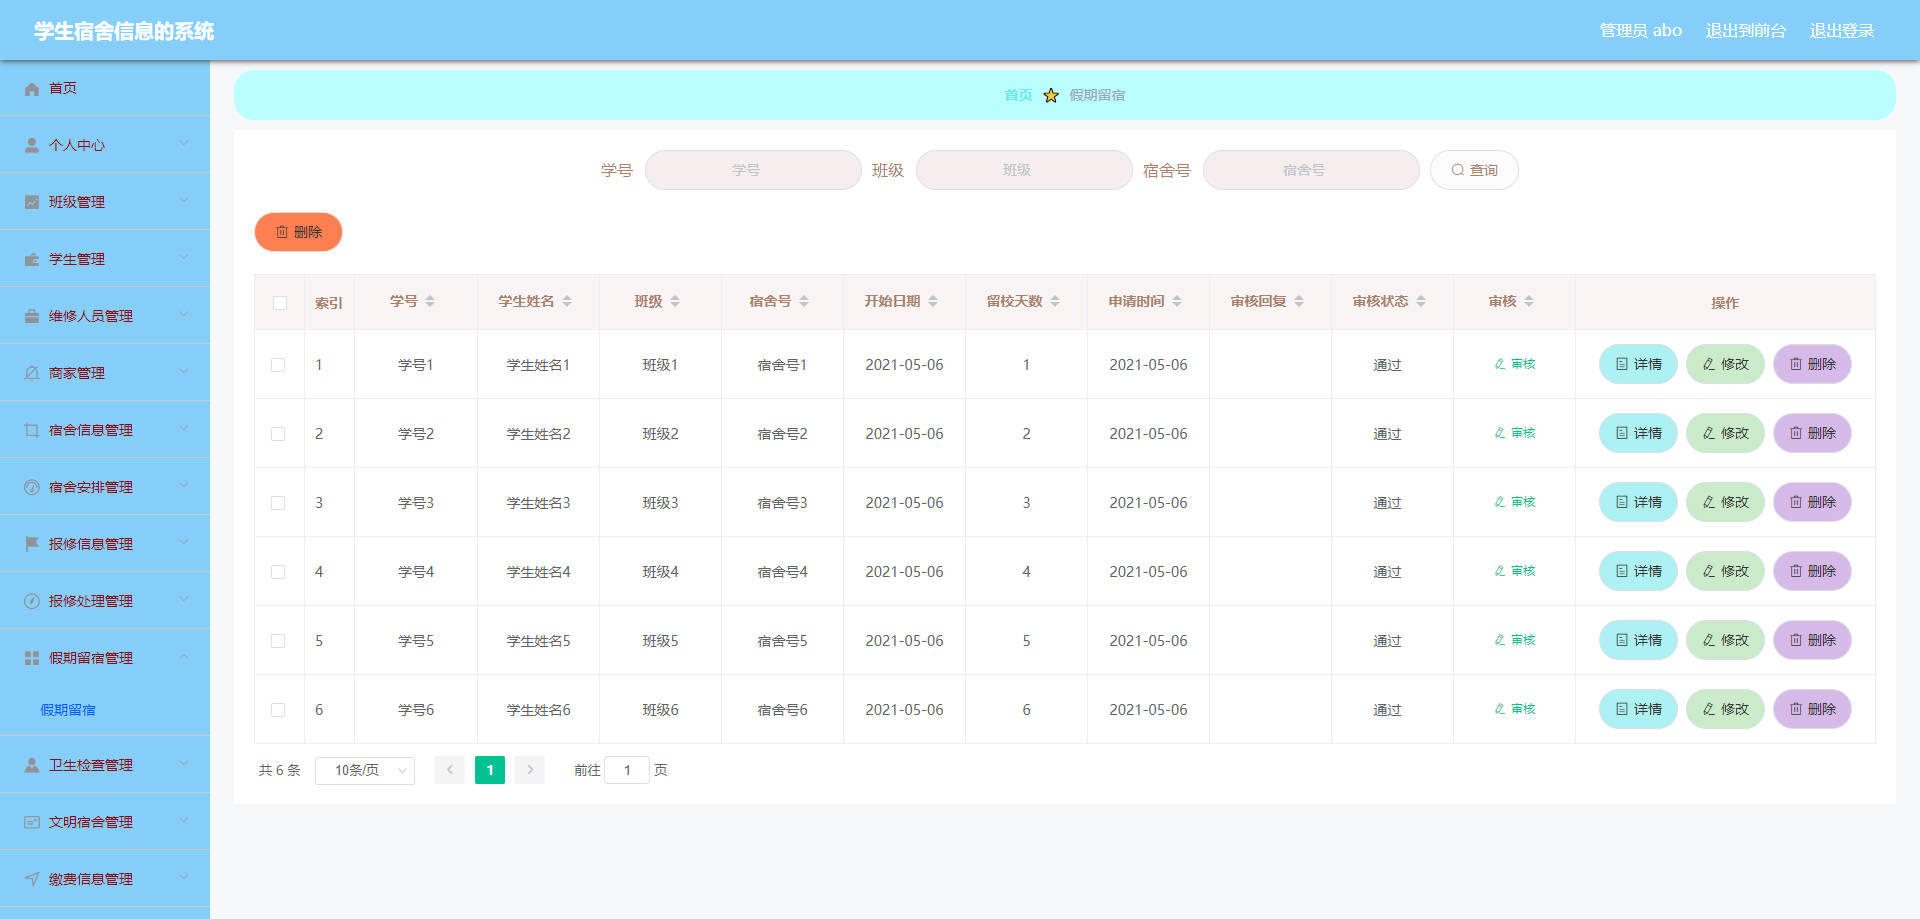 学生宿舍信息的系统
管理员 abo 退出到前台 退出登录
首页
个人中心
班级管理
学生管理
维修人员管理
商家管理
宿舍信息管理
宿舍安排管理
报修信息管理
报修处理管理
假期留宿管理
假期留宿
卫生检查管理
文明宿舍管理
缴费信息管理
首页 假期留宿
学号 学号 班级 班级 宿舍号 宿舍号 查询
删除
索引 学号 学生姓名 班级 宿舍号 开始日期 留校天数 申请时间 审核回复 审核状态 审核 操作
1 学号1 学生姓名1 班级1 宿舍号1 2021-05-06 1 2021-05-06 通过 审核 详情 修改 删除
2 学号2 学生姓名2 班级2 宿舍号2 2021-05-06 2 2021-05-06 通过 审核 详情 修改 删除
3 学号3 学生姓名3 班级3 宿舍号3 2021-05-06 3 2021-05-06 通过 审核 详情 修改 删除
4 学号4 学生姓名4 班级4 宿舍号4 2021-05-06 4 2021-05-06 通过 审核 详情 修改 删除
5 学号5 学生姓名5 班级5 宿舍号5 2021-05-06 5 2021-05-06 通过 审核 详情 修改 删除
6 学号6 学生姓名6 班级6 宿舍号6 2021-05-06 6 2021-05-06 通过 审核 详情 修改 删除
共 6 条 10条/页 1 前往 1 页